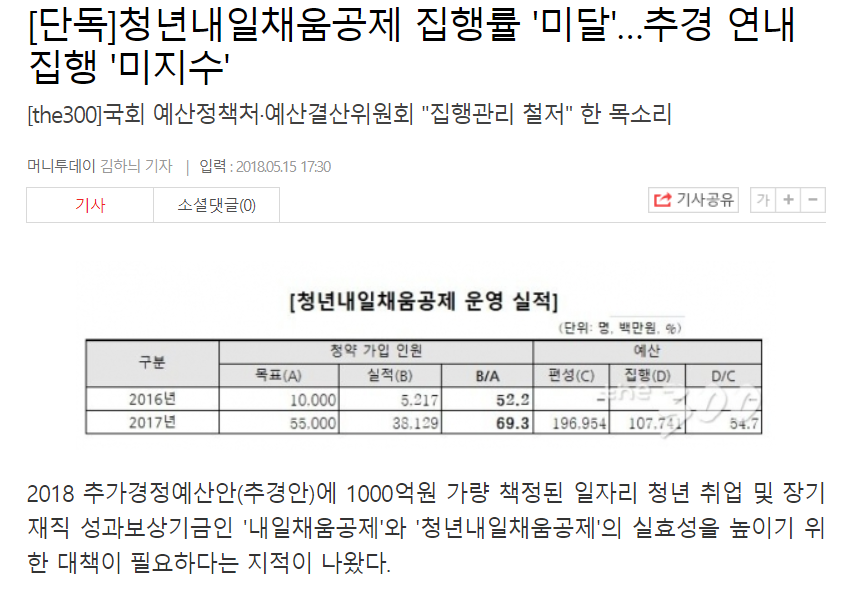 [단독]청년내일채움공제 집행률 '미달'...추경 연내
집행 '미지수'
[the300]국회 예산정책처·예산결산위원회 "집행관리 철저" 한 목소리
머니투데이 김하늬 기자 | 입력 : 2018.05.15 17:30
기사 소셜댓글(0) 기사공유 가 + −
[청년내일채움공제 운영 실적]
(단위: 명, 백만원, %)
구분 청약 가입 인원 예산
목표(A) 실적(B) B/A 편성(C) 집행(D) D/C
2016년 10.000 5.217 52.2 – – –
2017년 55.000 38.129 69.3 196.954 107.741 54.7
the 300
2018 추가경정예산안(추경안)에 1000억원 가량 책정된 일자리 청년 취업 및 장기
재직 성과보상기금인 '내일채움공제'와 '청년내일채움공제'의 실효성을 높이기 위
한 대책이 필요하다는 지적이 나왔다.